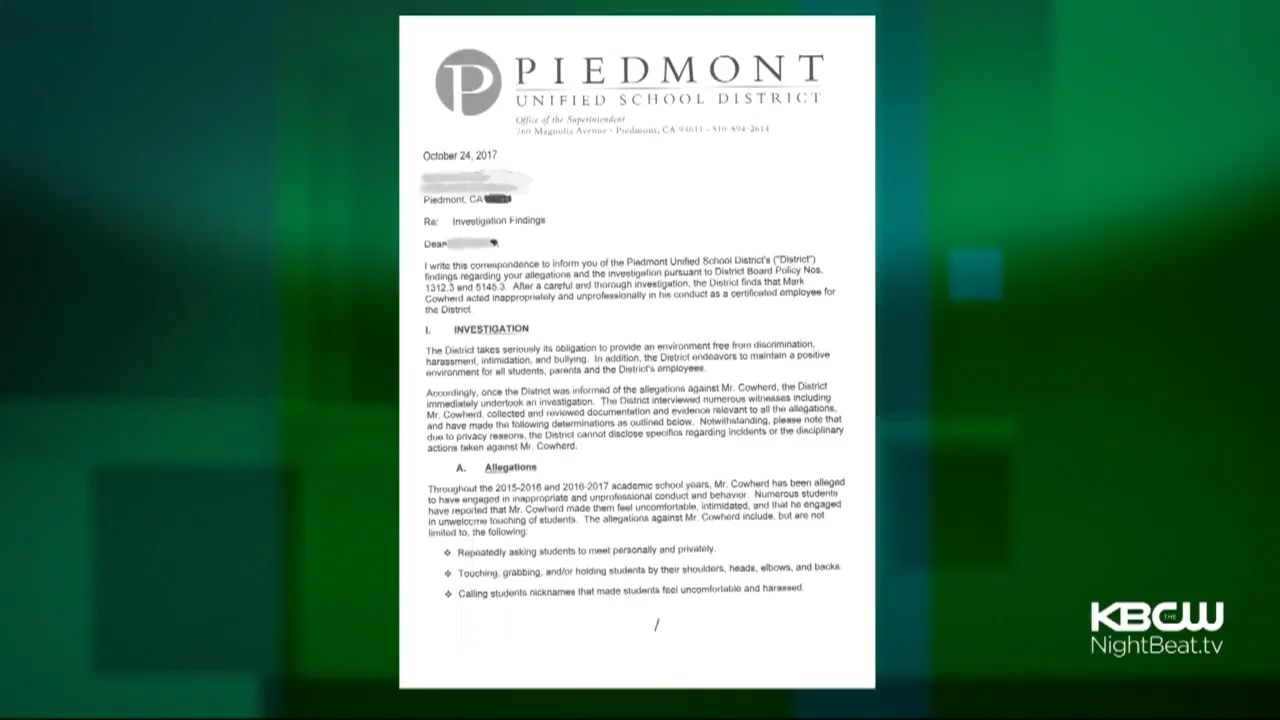 P PIEDMONT
UNIFIED SCHOOL DISTRICT
Office of the Superintendent
760 Magnolia Avenue • Piedmont, CA 94611 • 510-594-2614
October 24, 2017
Piedmont, CA
Re: Investigation Findings
Dear
I write this correspondence to inform you of the Piedmont Unified School District's ("District")
findings regarding your allegations and the investigation pursuant to District Board Policy Nos.
1312.3 and 5145.3. After a careful and thorough investigation, the District finds that Mark
Cowherd acted inappropriately and unprofessionally in his conduct as a certificated employee for
the District.
I. INVESTIGATION
The District takes seriously its obligation to provide an environment free from discrimination,
harassment, intimidation, and bullying. In addition, the District endeavors to maintain a positive
environment for all students, parents and the District's employees.
Accordingly, once the District was informed of the allegations against Mr. Cowherd, the District
immediately undertook an investigation. The District interviewed numerous witnesses including
Mr. Cowherd, collected and reviewed documentation and evidence relevant to all the allegations,
and have made the following determinations as outlined below. Notwithstanding, please note that
due to privacy reasons, the District cannot disclose specifics regarding incidents or the disciplinary
actions taken against Mr. Cowherd.
A. Allegations
Throughout the 2015-2016 and 2016-2017 academic school years, Mr. Cowherd has been alleged
to have engaged in inappropriate and unprofessional conduct and behavior. Numerous students
have reported that Mr. Cowherd made them feel uncomfortable, intimidated, and that he engaged
in unwelcome touching of students. The allegations against Mr. Cowherd include, but are not
limited to, the following:
❖ Repeatedly asking students to meet personally and privately.
❖ Touching, grabbing, and/or holding students by their shoulders, heads, elbows, and backs.
❖ Calling students nicknames that made students feel uncomfortable and harassed.
/
KBCW THE
NightBeat.tv